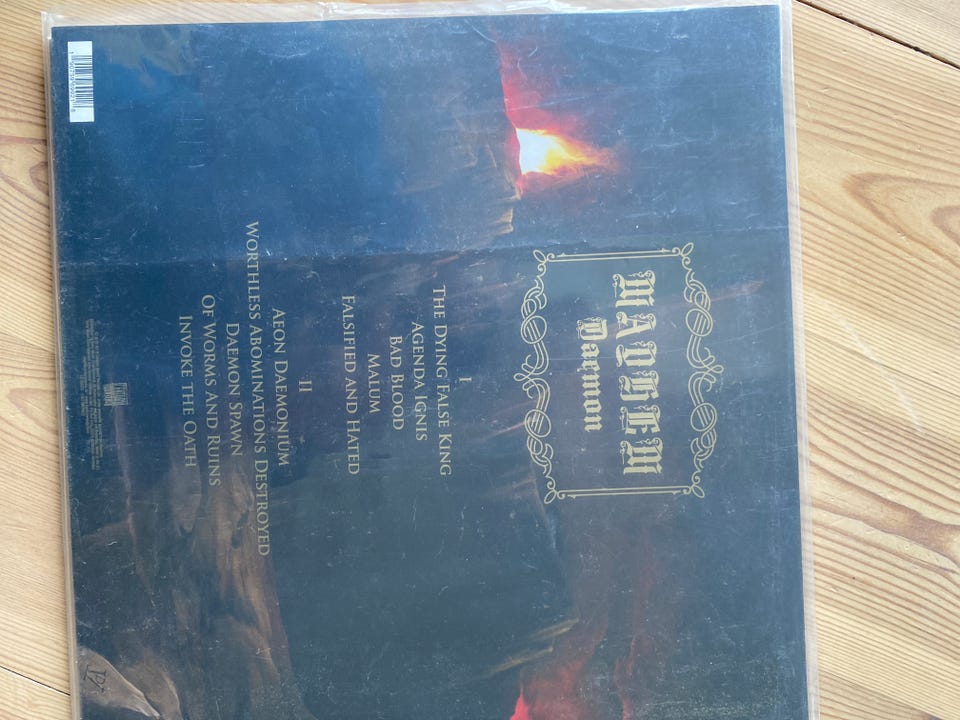 MAYHEM
Daemon
I
THE DYING FALSE KING
AGENDA IGNIS
BAD BLOOD
MALUM
FALSIFIED AND HATED
II
AEON DAEMONIUM
WORTHLESS ABOMINATIONS DESTROYED
DAEMON SPAWN
OF WORMS AND RUINS
INVOKE THE OATH